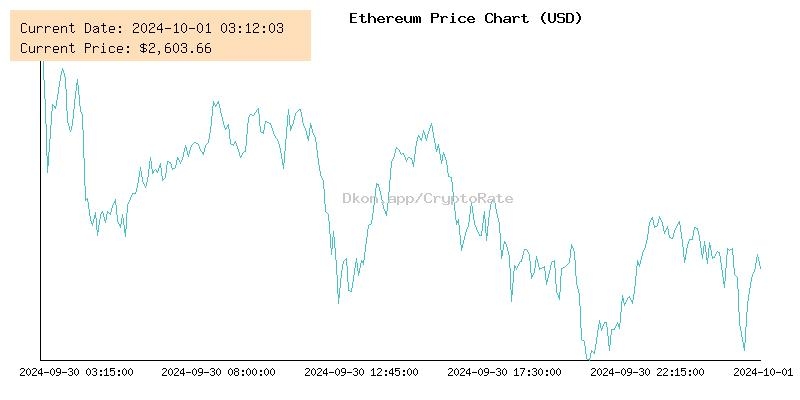 Ethereum Price Chart (USD)
Current Date: 2024-10-01 03:12:03
Current Price: $2,603.66
Dkon.app/CryptoRate
2024-09-30 03:15:00 2024-09-30 08:00:00 2024-09-30 12:45:00 2024-09-30 17:30:00 2024-09-30 22:15:00 2024-10-01